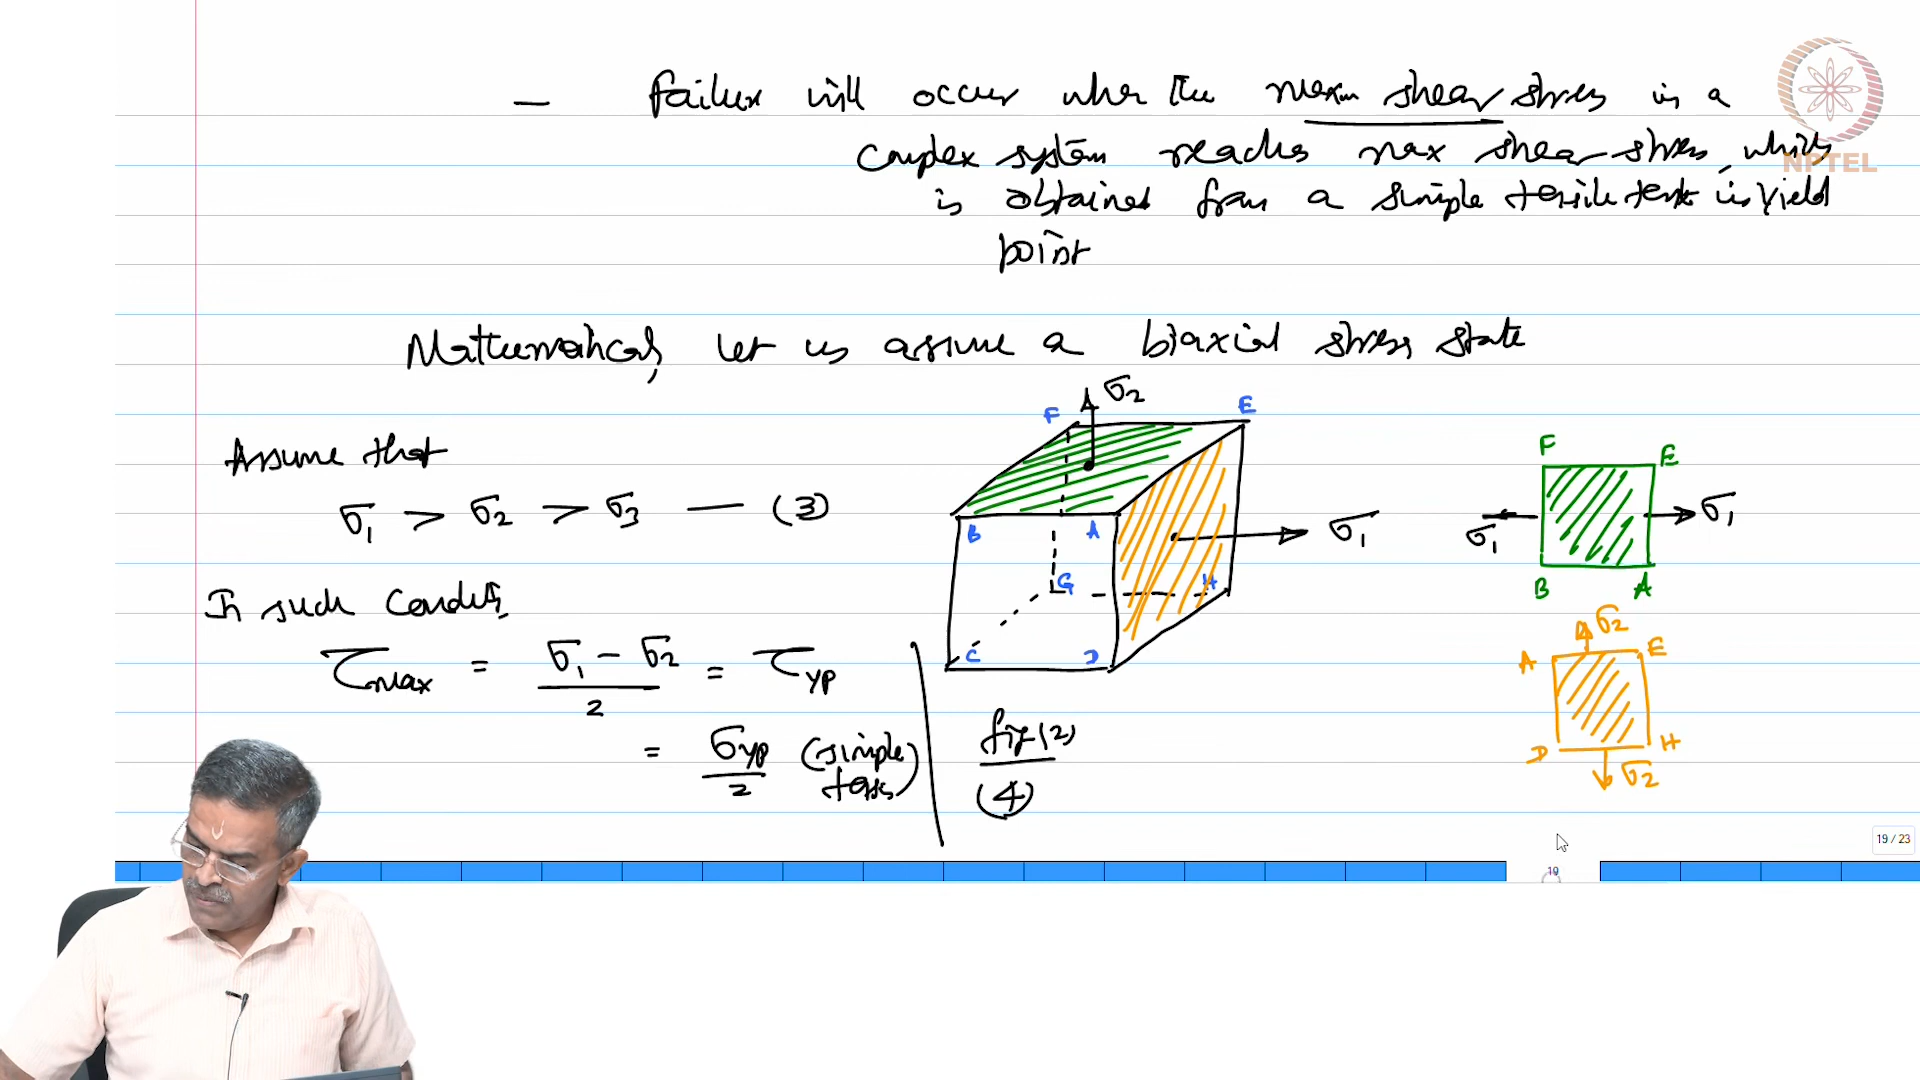 — Failure will occur when the maxm shear stress in a
complex system reaches max shear stress, which
is obtained from a simple tensile test in yield
point
NPTEL
Mathematically, let us assume a biaxial stress state
Assume that
σ1 > σ2 > σ3 — (3)
In such condition,
τmax = (σ1 - σ2)/2 = τyp
= σyp/2 (simple
fig(2)
(4)
σ2
F E
B A
G H
C D
σ1
F E
σ1 σ1
B A
σ2
A E
D H
σ2
19 / 23
19